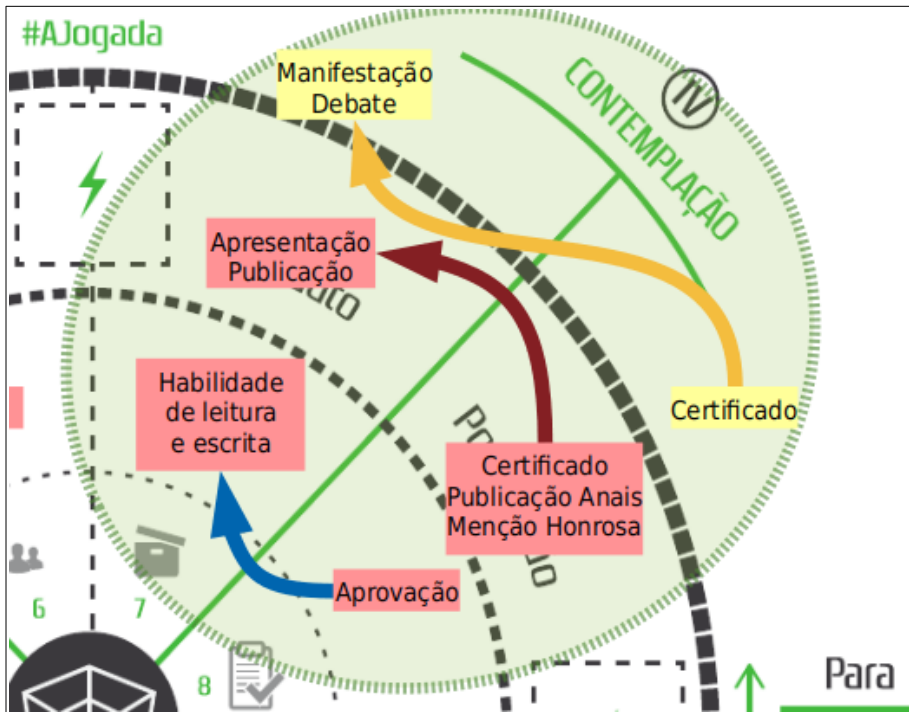 #AJogada
Manifestação
Debate
IV
CONTEMPLAÇÃO
Apresentação
Publicação
Habilidade
de leitura
e escrita
Certificado
Certificado
Publicação Anais
Menção Honrosa
Aprovação
6
7
8
Para